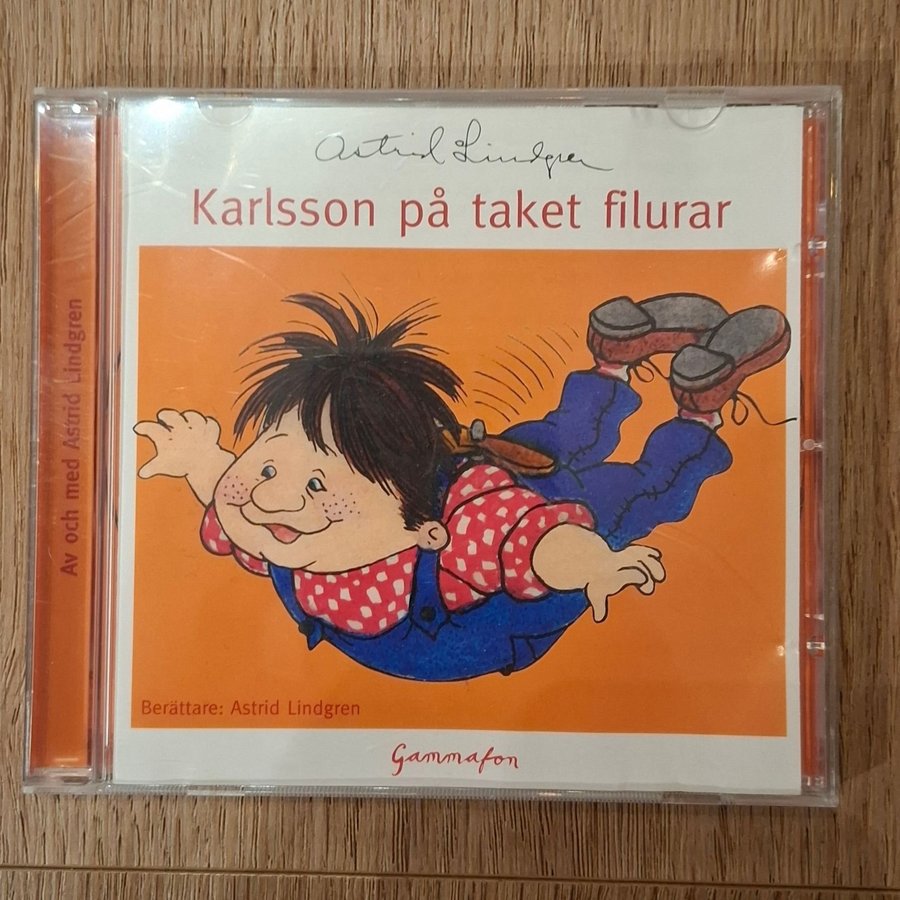 Astrid Lindgren
Karlsson på taket filurar
Av och med Astrid Lindgren
Berättare: Astrid Lindgren
Gammafon